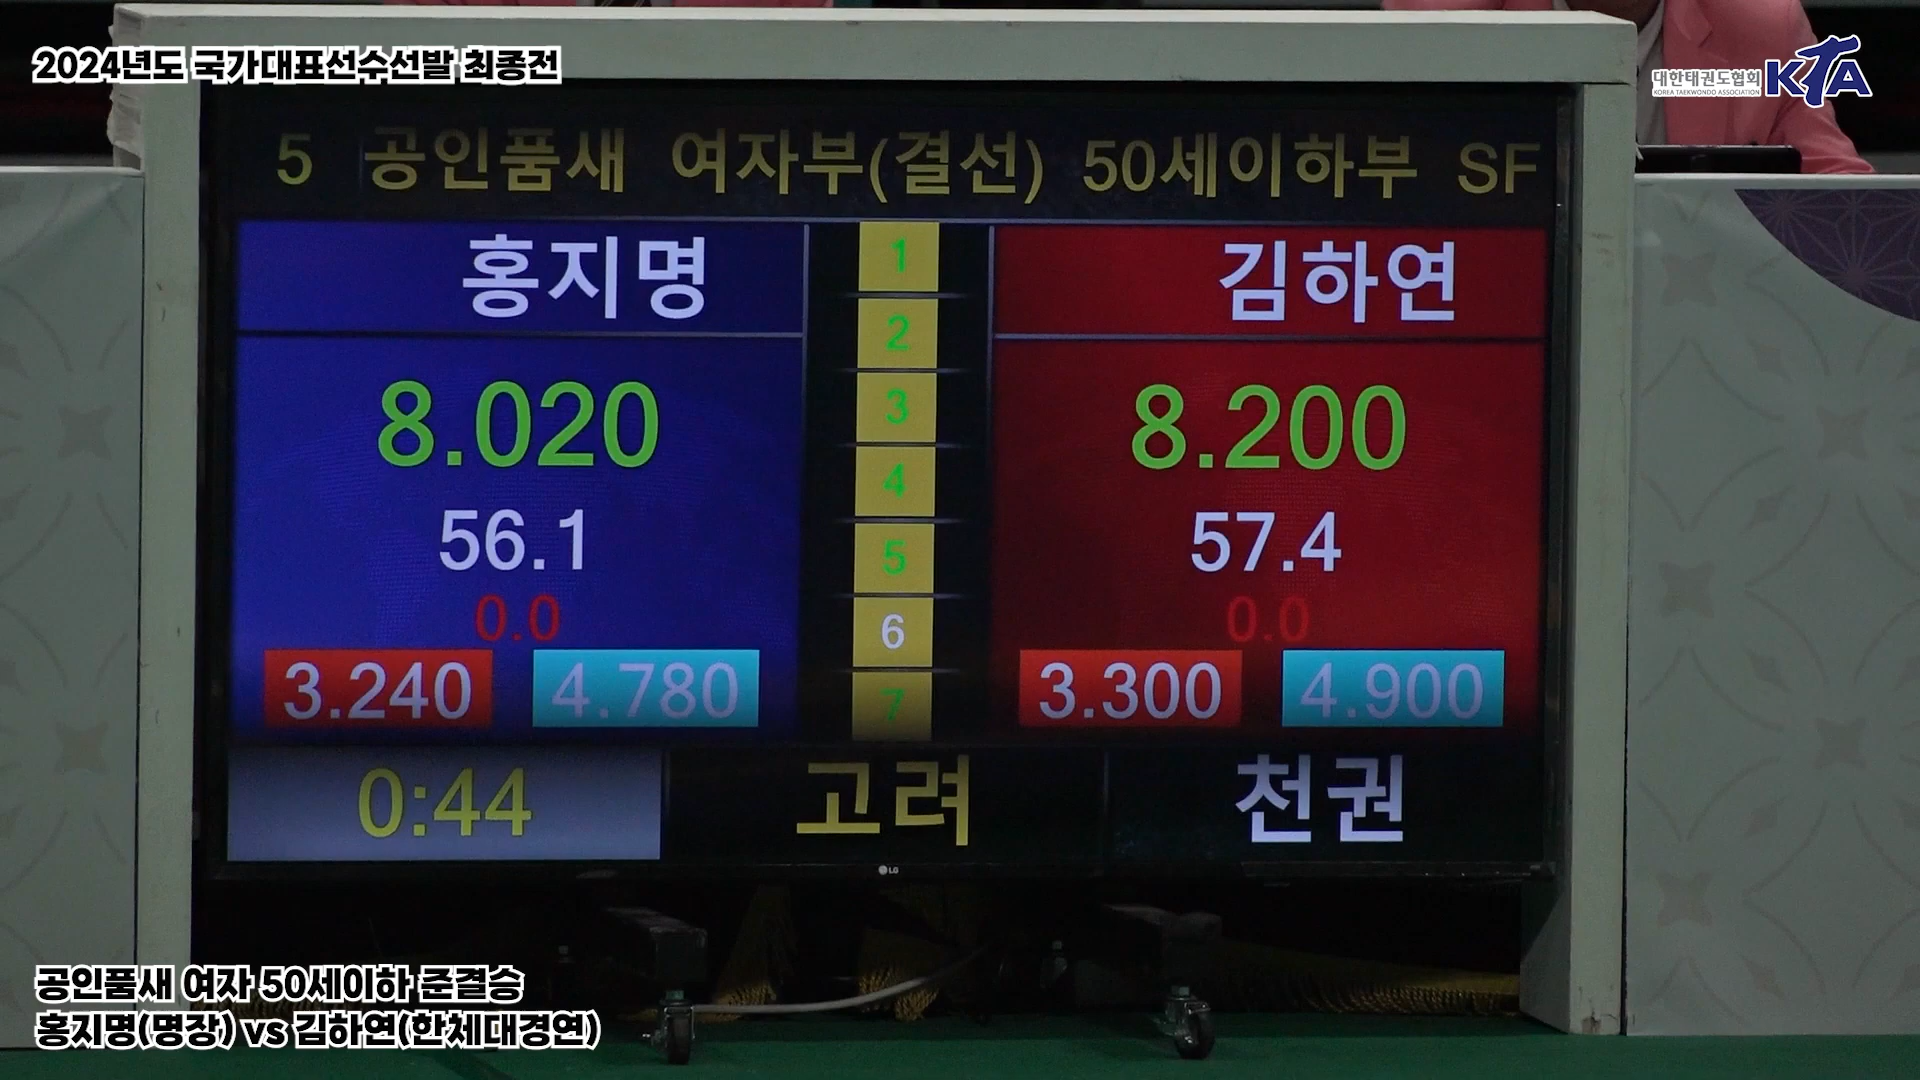 2024년도 국가대표선수선발 최종전
대한태권도협회 KTA
KOREA TAEKWONDO ASSOCIATION
5 공인품새 여자부(결선) 50세이하부 SF
홍지명 1 김하연
2
8.020 3 8.200
4
56.1 5 57.4
0.0 6 0.0
3.240 4.780 7 3.300 4.900
0:44 고려 천권
LG
공인품새 여자 50세이하 준결승
홍지명(명장) vs 김하연(한체대경연)